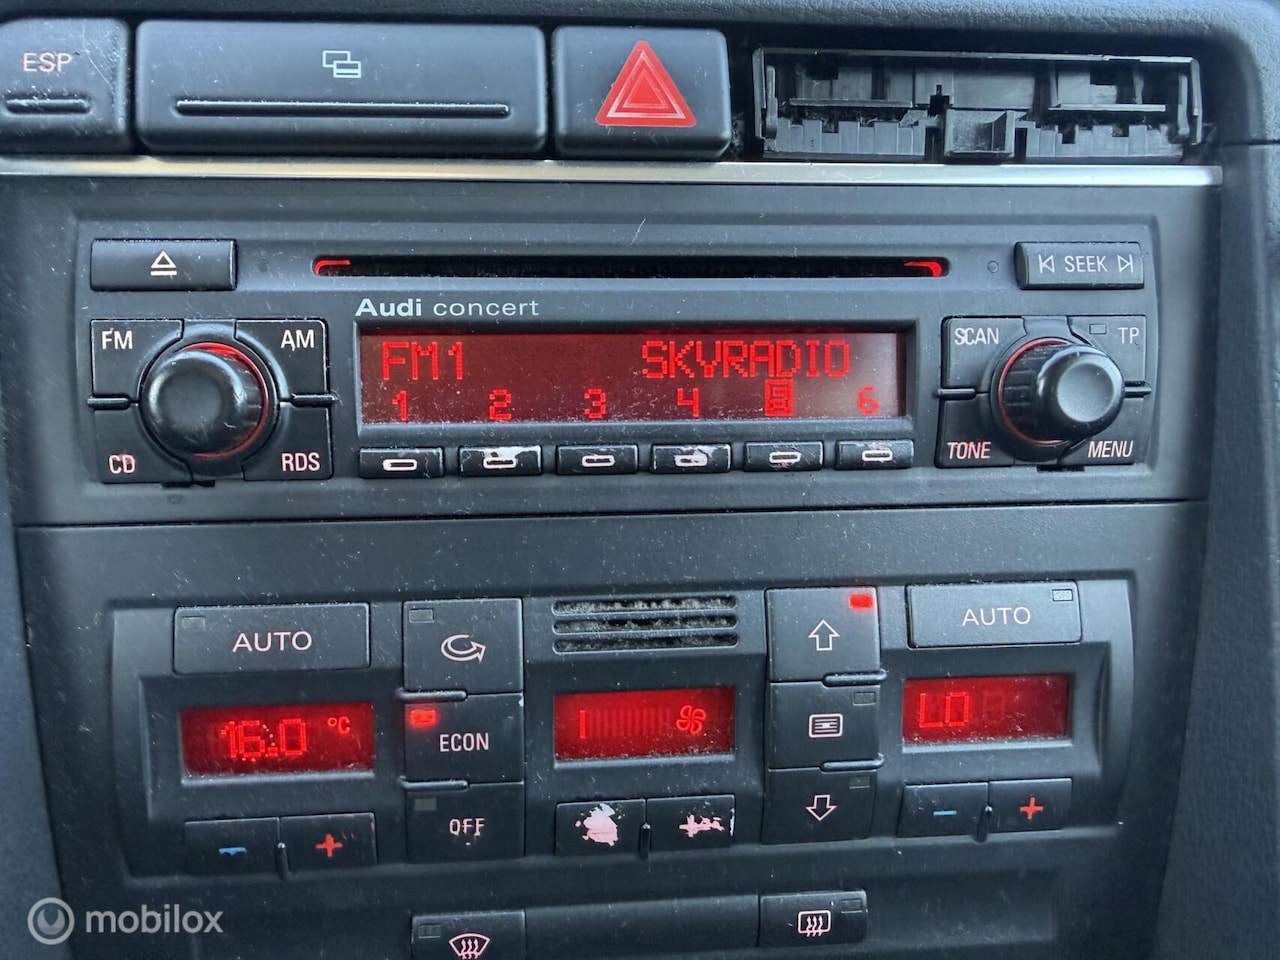 ESP
SEEK
Audi concert
FM AM
FM1 SKYRADIO
SCAN TP
1 2 3 4 5 6
CD RDS
TONE MENU
AUTO AUTO
16.0 °C
LO
ECON
OFF
mobilox